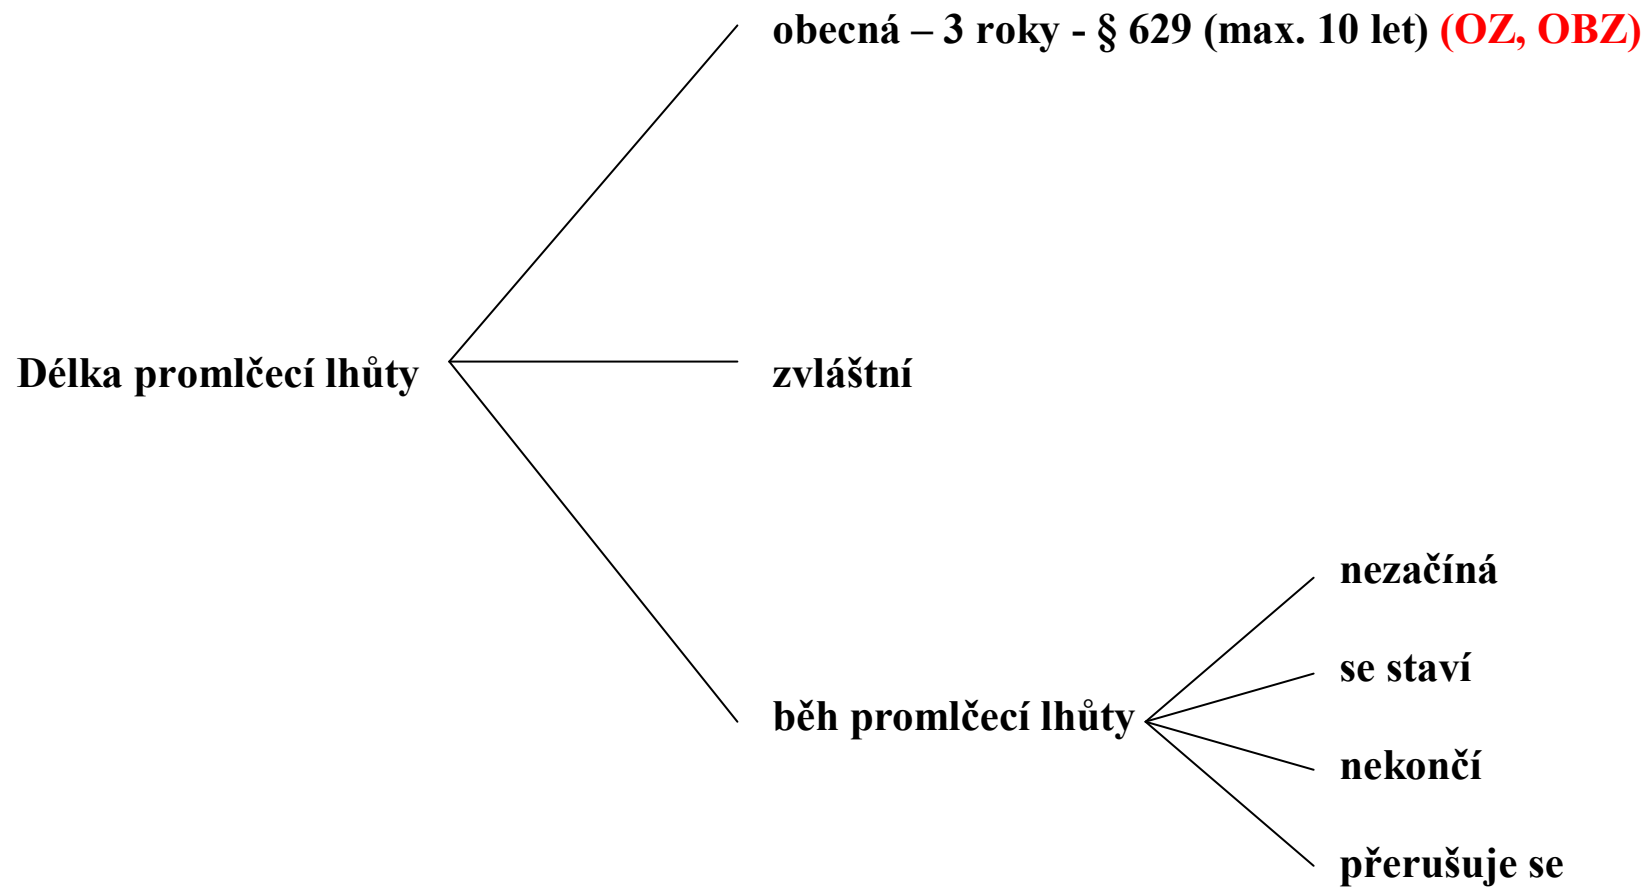 obecná – 3 roky - § 629 (max. 10 let) (OZ, OBZ)
Délka promlčecí lhůty
zvláštní
běh promlčecí lhůty
nezačíná
se staví
nekončí
přerušuje se